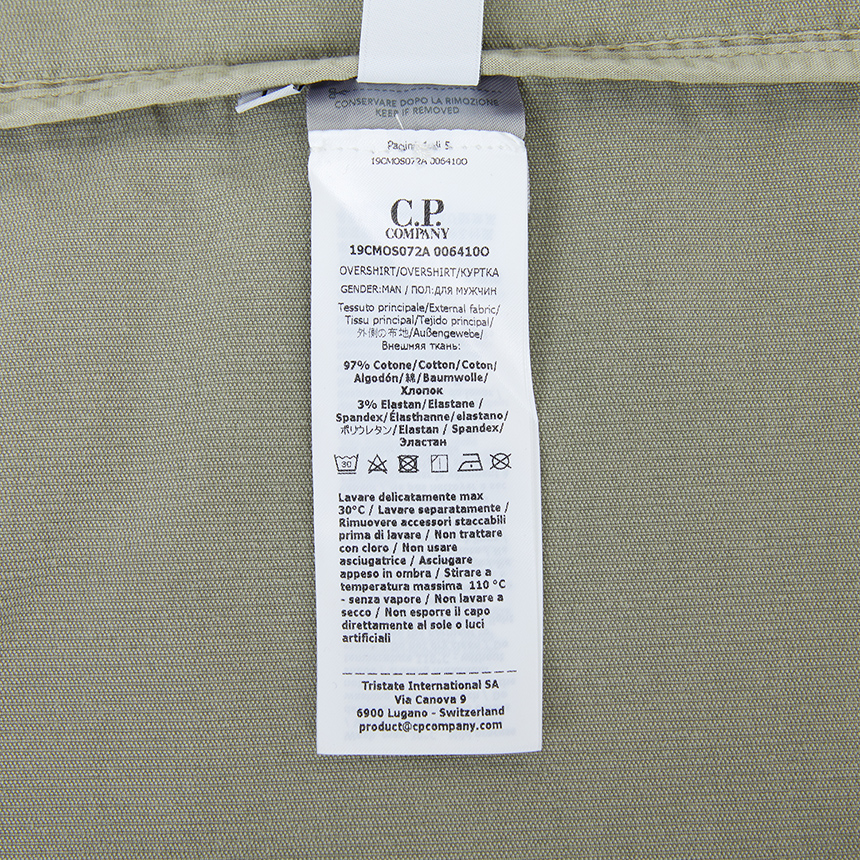 CONSERVARE DOPO LA RIMOZIONE
KEEP IF REMOVED
19CMOS072A 006410O
C.P.
COMPANY
19CMOS072A 006410O
OVERSHIRT/OVERSHIRT/КУРТКА
GENDER:MAN / ПОЛ:ДЛЯ МУЖЧИН
Tessuto principale/External fabric/
Tissu principal/Tejido principal/
外側の布地/Außengewebe/
Внешняя ткань:
97% Cotone/Cotton/Coton/
Algodón/綿/Baumwolle/
Хлопок
3% Elastan/Elastane /
Spandex/Élasthanne/elastano/
ポリウレタン/Elastan / Spandex/
Эластан
30
Lavare delicatamente max
30°C / Lavare separatamente /
Rimuovere accessori staccabili
prima di lavare / Non trattare
con cloro / Non usare
asciugatrice / Asciugare
appeso in ombra / Stirare a
temperatura massima 110 °C
- senza vapore / Non lavare a
secco / Non esporre il capo
direttamente al sole o luci
artificiali
Tristate International SA
Via Canova 9
6900 Lugano - Switzerland
product@cpcompany.com